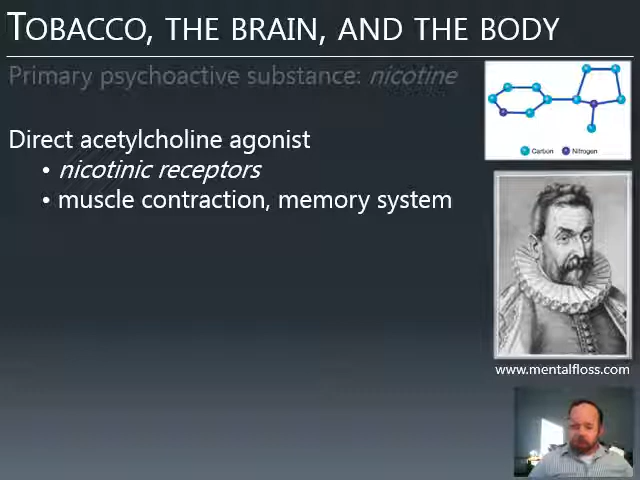 TOBACCO, THE BRAIN, AND THE BODY
Primary psychoactive substance: nicotine
Direct acetylcholine agonist
• nicotinic receptors
• muscle contraction, memory system
Carbon Nitrogen
www.mentalfloss.com